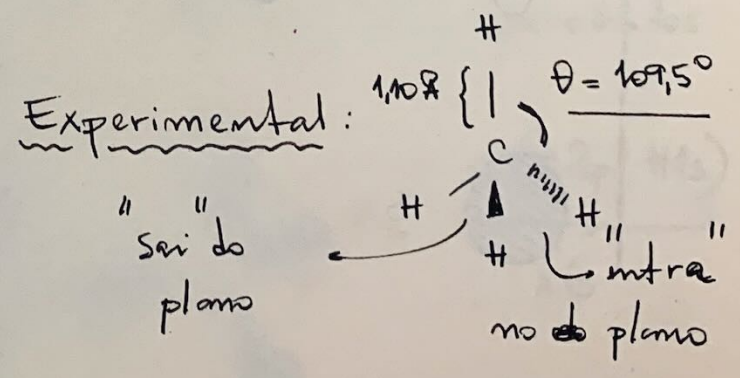 H
1,10Å
θ = 109,5°
Experimental:
C
H
H
H
"sai" do
plano
"entra"
no plano